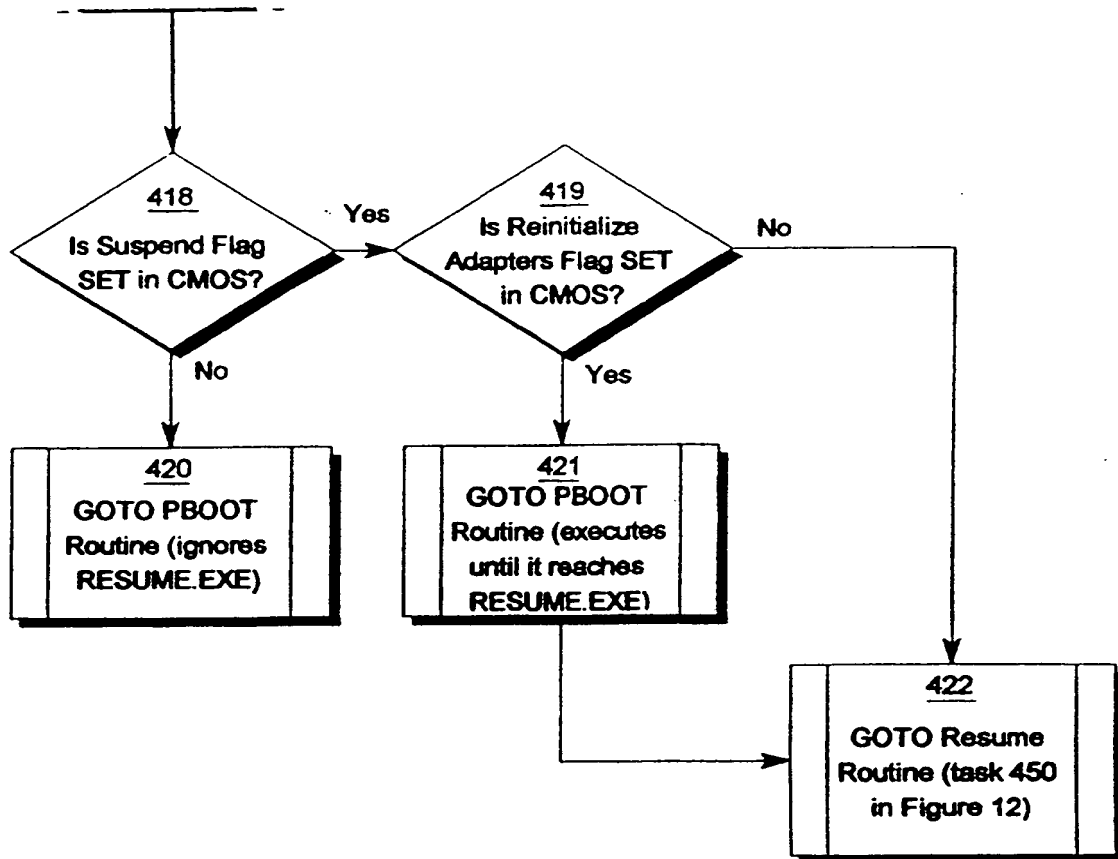 418
Is Suspend Flag
SET in CMOS?
Yes
419
Is Reinitialize
Adapters Flag SET
in CMOS?
No
No
Yes
420
GOTO PBOOT
Routine (ignores
RESUME.EXE)
421
GOTO PBOOT
Routine (executes
until it reaches
RESUME.EXE)
422
GOTO Resume
Routine (task 450
in Figure 12)